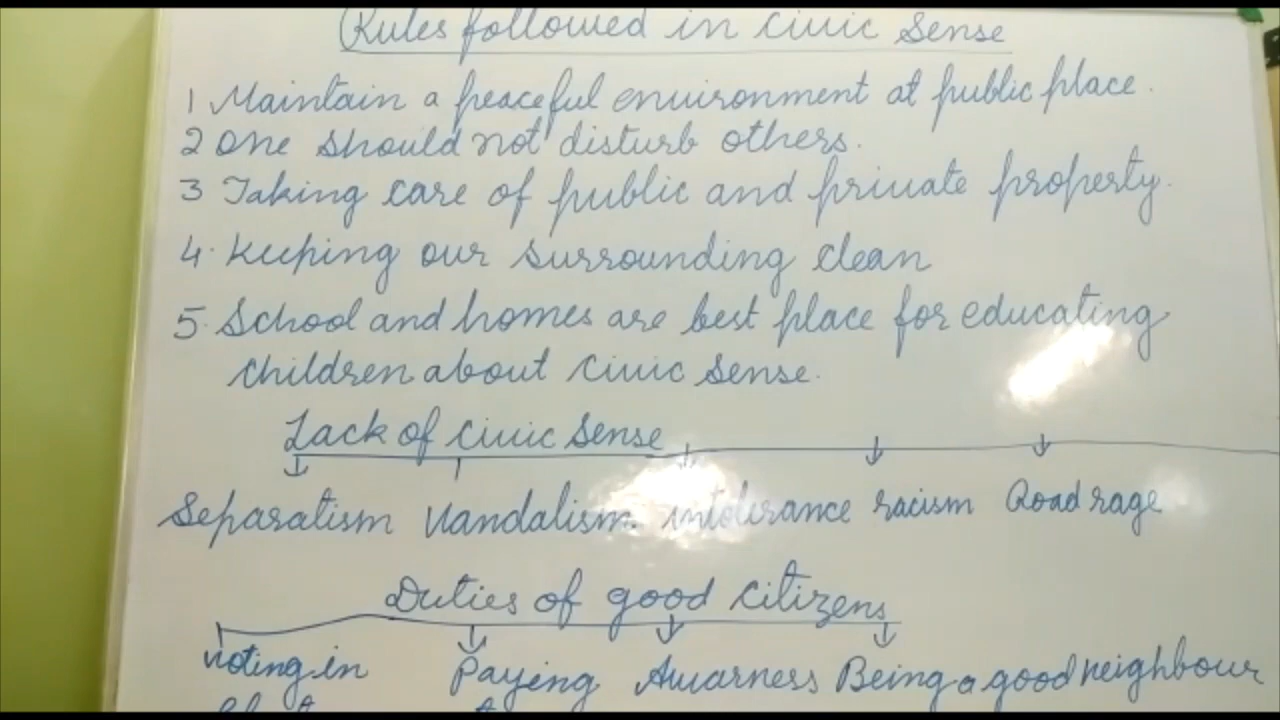 Rules followed in Civic Sense
1 Maintain a peaceful environment at public place.
2 One should not disturb others.
3 Taking care of public and private property.
4. Keeping our surrounding clean
5. School and homes are best place for educating
children about Civic Sense.
Lack of Civic Sense
Separatism Vandalism intolerance racism Road rage
Duties of good Citizens
Voting in Paying Awarness Being a good neighbour